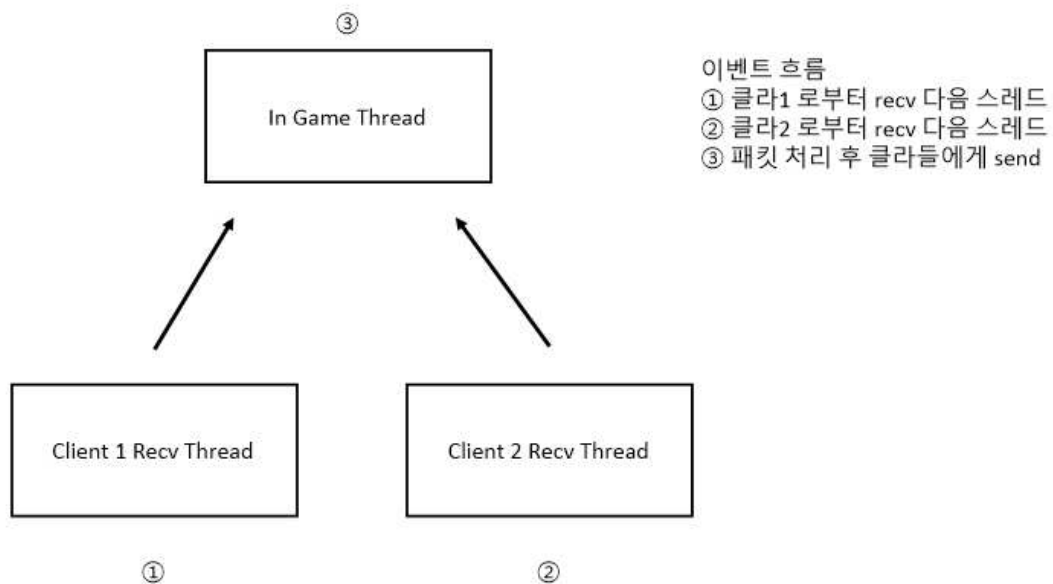 ③
In Game Thread
이벤트 흐름
① 클라1 로부터 recv 다음 스레드
② 클라2 로부터 recv 다음 스레드
③ 패킷 처리 후 클라들에게 send
Client 1 Recv Thread
Client 2 Recv Thread
①
②